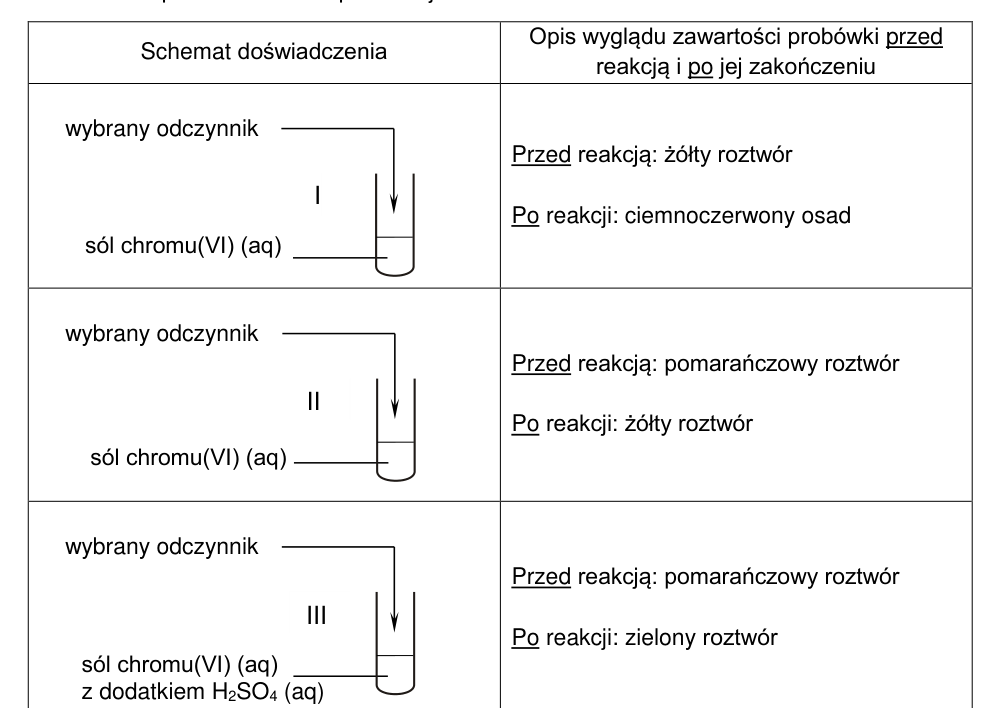 Schemat doświadczenia
Opis wyglądu zawartości probówki przed
reakcją i po jej zakończeniu
wybrany odczynnik
I
sól chromu(VI) (aq)
Przed reakcją: żółty roztwór
Po reakcji: ciemnoczerwony osad
wybrany odczynnik
II
sól chromu(VI) (aq)
Przed reakcją: pomarańczowy roztwór
Po reakcji: żółty roztwór
wybrany odczynnik
III
sól chromu(VI) (aq)
z dodatkiem H₂SO₄ (aq)
Przed reakcją: pomarańczowy roztwór
Po reakcji: zielony roztwór